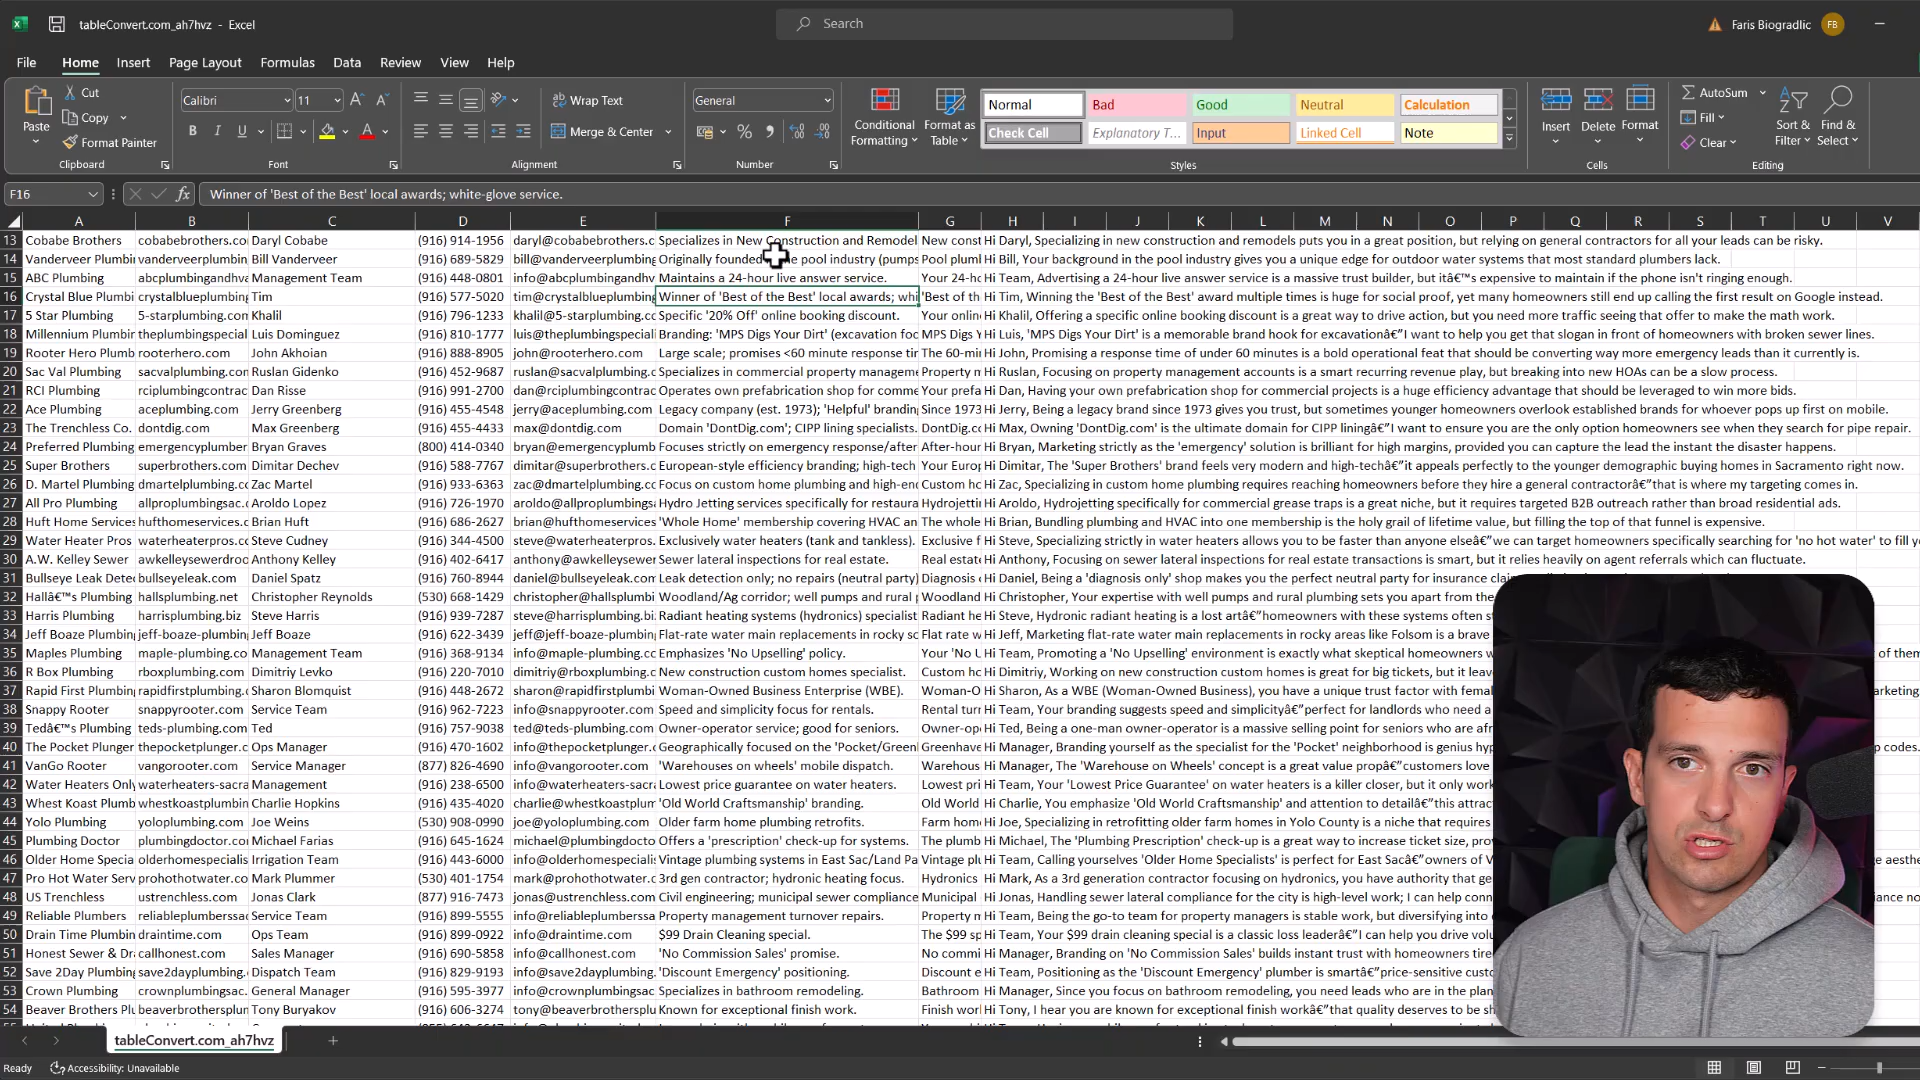 tableConvert.com_ah7hvz - Excel
Search
Faris Biogradlic
FB
File Home Insert Page Layout Formulas Data Review View Help
Paste
Cut
Copy
Format Painter
Clipboard
Calibri 11
B I U
Font
Wrap Text
Merge & Center
Alignment
General
Number
Conditional Formatting
Format as Table
Normal Bad Good Neutral Calculation
Check Cell Explanatory T... Input Linked Cell Note
Styles
Insert Delete Format
Cells
AutoSum
Fill
Clear
Sort & Filter
Find & Select
Editing
F16 fx Winner of 'Best of the Best' local awards; white-glove service.
A B C D E F G H I J K L M N O P Q R S T U V
13 Cobabe Brothers cobabebrothers.co Daryl Cobabe (916) 914-1956 daryl@cobabebrothers.c Specializes in New Construction and Remodel New const Hi Daryl, Specializing in new construction and remodels puts you in a great position, but relying on general contractors for all your leads can be risky.
14 Vanderveer Plumbin vanderveerplumbin Bill Vanderveer (916) 689-5829 bill@vanderveerplumbing Originally founded pool industry (pumps Pool pluml Hi Bill, Your background in the pool industry gives you a unique edge for outdoor water systems that most standard plumbers lack.
15 ABC Plumbing abcplumbingandhva Management Team (916) 448-0801 info@abcplumbingandhv Maintains a 24-hour live answer service. Your 24-h Hi Team, Advertising a 24-hour live answer service is a massive trust builder, but itâ€™s expensive to maintain if the phone isn't ringing enough.
16 Crystal Blue Plumbi crystalblueplumbing Tim (916) 577-5020 tim@crystalblueplumbing Winner of 'Best of the Best' local awards; whi 'Best of th Hi Tim, Winning the 'Best of the Best' award multiple times is huge for social proof, yet many homeowners still end up calling the first result on Google instead.
17 5 Star Plumbing 5-starplumbing.com Khalil (916) 796-1233 khalil@5-starplumbing.co Specific '20% Off' online booking discount. Your onlin Hi Khalil, Offering a specific online booking discount is a great way to drive action, but you need more traffic seeing that offer to make the math work.
18 Millennium Plumbin theplumbingspecial Luis Dominguez (916) 810-1777 luis@theplumbingspeciali Branding: 'MPS Digs Your Dirt' (excavation foc MPS Digs Y Hi Luis, 'MPS Digs Your Dirt' is a memorable brand hook for excavationâ€”I want to help you get that slogan in front of homeowners with broken sewer lines.
19 Rooter Hero Plumb rooterhero.com John Akhoian (916) 888-8905 john@rooterhero.com Large scale; promises <60 minute response tin The 60-mi Hi John, Promising a response time of under 60 minutes is a bold operational feat that should be converting way more emergency leads than it currently is.
20 Sac Val Plumbing sacvalplumbing.com Ruslan Gidenko (916) 452-9687 ruslan@sacvalplumbing.c Specializes in commercial property manageme Property m Hi Ruslan, Focusing on property management accounts is a smart recurring revenue play, but breaking into new HOAs can be a slow process.
21 RCI Plumbing rciplumbingcontrac Dan Risse (916) 991-2700 dan@rciplumbingcontract Operates own prefabrication shop for comme Your prefa Hi Dan, Having your own prefabrication shop for commercial projects is a huge efficiency advantage that should be leveraged to win more bids.
22 Ace Plumbing aceplumbing.com Jerry Greenberg (916) 455-4548 jerry@aceplumbing.com Legacy company (est. 1973); 'Helpful' brandin Since 1973 Hi Jerry, Being a legacy brand since 1973 gives you trust, but sometimes younger homeowners overlook established brands for whoever pops up first on mobile.
23 The Trenchless Co. dontdig.com Max Greenberg (916) 455-4433 max@dontdig.com Domain 'DontDig.com'; CIPP lining specialists. DontDig.cc Hi Max, Owning 'DontDig.com' is the ultimate domain for CIPP liningâ€”I want to ensure you are the only option homeowners see when they search for pipe repair.
24 Preferred Plumbing emergencyplumber Bryan Graves (800) 414-0340 bryan@emergencyplumb Focuses strictly on emergency response/after After-hour Hi Bryan, Marketing strictly as the 'emergency' solution is brilliant for high margins, provided you can capture the lead the instant the disaster happens.
25 Super Brothers superbrothers.com Dimitar Dechev (916) 588-7767 dimitar@superbrothers.c European-style efficiency branding; high-tech Your Euro Hi Dimitar, The 'Super Brothers' brand feels very modern and high-techâ€”it appeals perfectly to the younger demographic buying homes in Sacramento right now.
26 D. Martel Plumbing dmartelplumbing.co Zac Martel (916) 933-6363 zac@dmartelplumbing.co Focus on custom home plumbing and high-enc Custom hc Hi Zac, Specializing in custom home plumbing requires reaching homeowners before they hire a general contractorâ€”that is where my targeting comes in.
27 All Pro Plumbing allproplumbingsac. Aroldo Lopez (916) 726-1970 aroldo@allproplumbingsa Hydro Jetting services specifically for restaura Hydrojettin Hi Aroldo, Hydrojetting specifically for commercial grease traps is a great niche, but it requires targeted B2B outreach rather than broad residential ads.
28 Huft Home Services hufthomeservices.c Brian Huft (916) 686-2627 brian@hufthomeservices 'Whole Home' membership covering HVAC an The whole Hi Brian, Bundling plumbing and HVAC into one membership is the holy grail of lifetime value, but filling the top of that funnel is expensive.
29 Water Heater Pros waterheaterpros.cc Steve Cudney (916) 344-4500 steve@waterheaterpros. Exclusively water heaters (tank and tankless). Exclusive f Hi Steve, Specializing strictly in water heaters allows you to be faster than anyone elseâ€”we can target homeowners specifically searching for 'no hot water' to fill yo
30 A.W. Kelley Sewer awkelleysewerdroo Anthony Kelley (916) 402-6417 anthony@awkelleysewerd Sewer lateral inspections for real estate. Real estate Hi Anthony, Focusing on sewer lateral inspections for real estate transactions is smart, but it relies heavily on agent referrals which can fluctuate.
31 Bullseye Leak Detec bullseyeleak.com Daniel Spatz (916) 760-8944 daniel@bullseyeleak.com Leak detection only; no repairs (neutral party) Diagnosis c Hi Daniel, Being a 'diagnosis only' shop makes you the perfect neutral party for insurance clai
32 Hallâ€™s Plumbing hallsplumbing.net Christopher Reynolds (530) 668-1429 christopher@hallsplumbi Woodland/Ag corridor; well pumps and rural p Woodland Hi Christopher, Your expertise with well pumps and rural plumbing sets you apart from the
33 Harris Plumbing harrisplumbing.biz Steve Harris (916) 939-7287 steve@harrisplumbing.bi Radiant heating systems (hydronics) specialist Radiant he Hi Steve, Hydronic radiant heating is a lost artâ€”homeowners with these systems often s
34 Jeff Boaze Plumbin jeff-boaze-plumbin Jeff Boaze (916) 622-3439 jeff@jeff-boaze-plumbing Flat-rate water main replacements in rocky sc Flat rate w Hi Jeff, Marketing flat-rate water main replacements in rocky areas like Folsom is a brave
35 Maples Plumbing maple-plumbing.co Management Team (916) 368-9134 info@maple-plumbing.cc Emphasizes 'No Upselling' policy. Your 'No U Hi Team, Promoting a 'No Upselling' environment is exactly what skeptical homeowners w of them
36 R Box Plumbing rboxplumbing.com Dimitriy Levko (916) 220-7010 dimitriy@rboxplumbing.c New construction custom homes specialist. Custom hc Hi Dimitriy, Working on new construction custom homes is great for big tickets, but it leave
37 Rapid First Plumbin rapidfirstplumbing. Sharon Blomquist (916) 448-2672 sharon@rapidfirstplumbi Woman-Owned Business Enterprise (WBE). Woman-O Hi Sharon, As a WBE (Woman-Owned Business), you have a unique trust factor with femal arketing
38 Snappy Rooter snappyrooter.com Service Team (916) 962-7223 info@snappyrooter.com Speed and simplicity focus for rentals. Rental turr Hi Team, Your branding suggests speed and simplicityâ€”perfect for landlords who need a
39 Tedâ€™s Plumbing teds-plumbing.com Ted (916) 757-9038 ted@teds-plumbing.com Owner-operator service; good for seniors. Owner-op Hi Ted, Being a one-man owner-operator is a massive selling point for seniors who are afr
40 The Pocket Plunger thepocketplunger.c Ops Manager (916) 470-1602 info@thepocketplunger.c Geographically focused on the 'Pocket/Greenl Greenhave Hi Manager, Branding yourself as the specialist for the 'Pocket' neighborhood is genius hyp p codes.
41 VanGo Rooter vangorooter.com Service Manager (877) 826-4690 info@vangorooter.com 'Warehouses on wheels' mobile dispatch. Warehous Hi Manager, The 'Warehouse on Wheels' concept is a great value propâ€”customers love
42 Water Heaters Only waterheaters-sacra Management (916) 238-6500 info@waterheaters-sacra Lowest price guarantee on water heaters. Lowest pri Hi Team, Your 'Lowest Price Guarantee' on water heaters is a killer closer, but it only work
43 Whest Koast Plumb whestkoastplumbin Charlie Hopkins (916) 435-4020 charlie@whestkoastplum 'Old World Craftsmanship' branding. Old World Hi Charlie, You emphasize 'Old World Craftsmanship' and attention to detailâ€”this attrac
44 Yolo Plumbing yoloplumbing.com Joe Weins (530) 908-0990 joe@yoloplumbing.com Older farm home plumbing retrofits. Farm home Hi Joe, Specializing in retrofitting older farm homes in Yolo County is a niche that requires
45 Plumbing Doctor plumbingdoctor.cor Michael Farias (916) 645-1624 michael@plumbingdocto Offers a 'prescription' check-up for systems. The plumb Hi Michael, The 'Plumbing Prescription' check-up is a great way to increase ticket size, pro
46 Older Home Specia olderhomespecialis Irrigation Team (916) 443-6000 info@olderhomespecialis Vintage plumbing systems in East Sac/Land Pa Vintage plu Hi Team, Calling yourselves 'Older Home Specialists' is perfect for East Sacâ€”owners of V ge aesthe
47 Pro Hot Water Serv prohothotwater.com Mark Plummer (530) 401-1754 mark@prohothotwater.co 3rd gen contractor; hydronic heating focus. Hydronics Hi Mark, As a 3rd generation contractor focusing on hydronics, you have authority that ge
48 US Trenchless ustrenchless.com Jonas Clark (877) 916-7473 jonas@ustrenchless.com Civil engineering; municipal sewer compliance Municipal Hi Jonas, Handling sewer lateral compliance for the city is high-level work; I can help conn iance no
49 Reliable Plumbers reliableplumberssa Service Team (916) 899-5555 info@reliableplumberssac Property management turnover repairs. Property m Hi Team, Being the go-to team for property managers is stable work, but diversifying into
50 Drain Time Plumbin draintime.com Ops Team (916) 899-0922 info@draintime.com $99 Drain Cleaning special. The $99 sp Hi Team, Your $99 drain cleaning special is a classic loss leaderâ€”I can help you drive volu
51 Honest Sewer & Dr callhonest.com Sales Manager (916) 571-9190 info@callhonest.com 'No Commission Sales' promise. No commi Hi Manager, Branding on 'No Commission Sales' builds instant trust with homeowners tire
52 Save 2Day Plumbin save2dayplumbing. Dispatch Team (916) 829-9193 info@save2dayplumbing. 'Discount Emergency' positioning. Discount e Hi Team, Positioning as the 'Discount Emergency' plumber is smartâ€”price-sensitive custo
53 Crown Plumbing crownplumbingsac. General Manager (916) 595-3977 info@crownplumbingsac. Specializes in bathroom remodeling. Bathroom Hi Manager, Since you focus on bathroom remodeling, you need leads who are in the plan
54 Beaver Brothers Plu beaverbrothersplun Tony Buryakov (916) 606-3274 tony@beaverbrothersplun Known for exceptional finish work. Finish worl Hi Tony, I hear you are known for exceptional finish workâ€”that quality deserves to be sh
tableConvert.com_ah7hvz
Ready
Accessibility: Unavailable